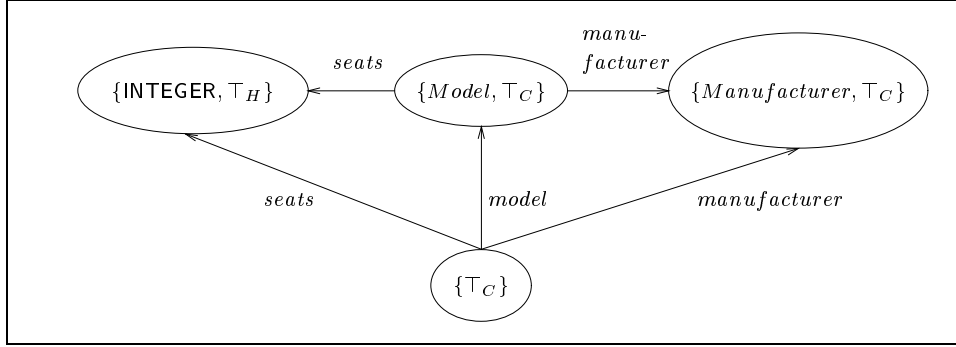 manu-
facturer
seats
{INTEGER, ⊤_H}
{Model, ⊤_C}
{Manufacturer, ⊤_C}
seats
model
manufacturer
{⊤_C}